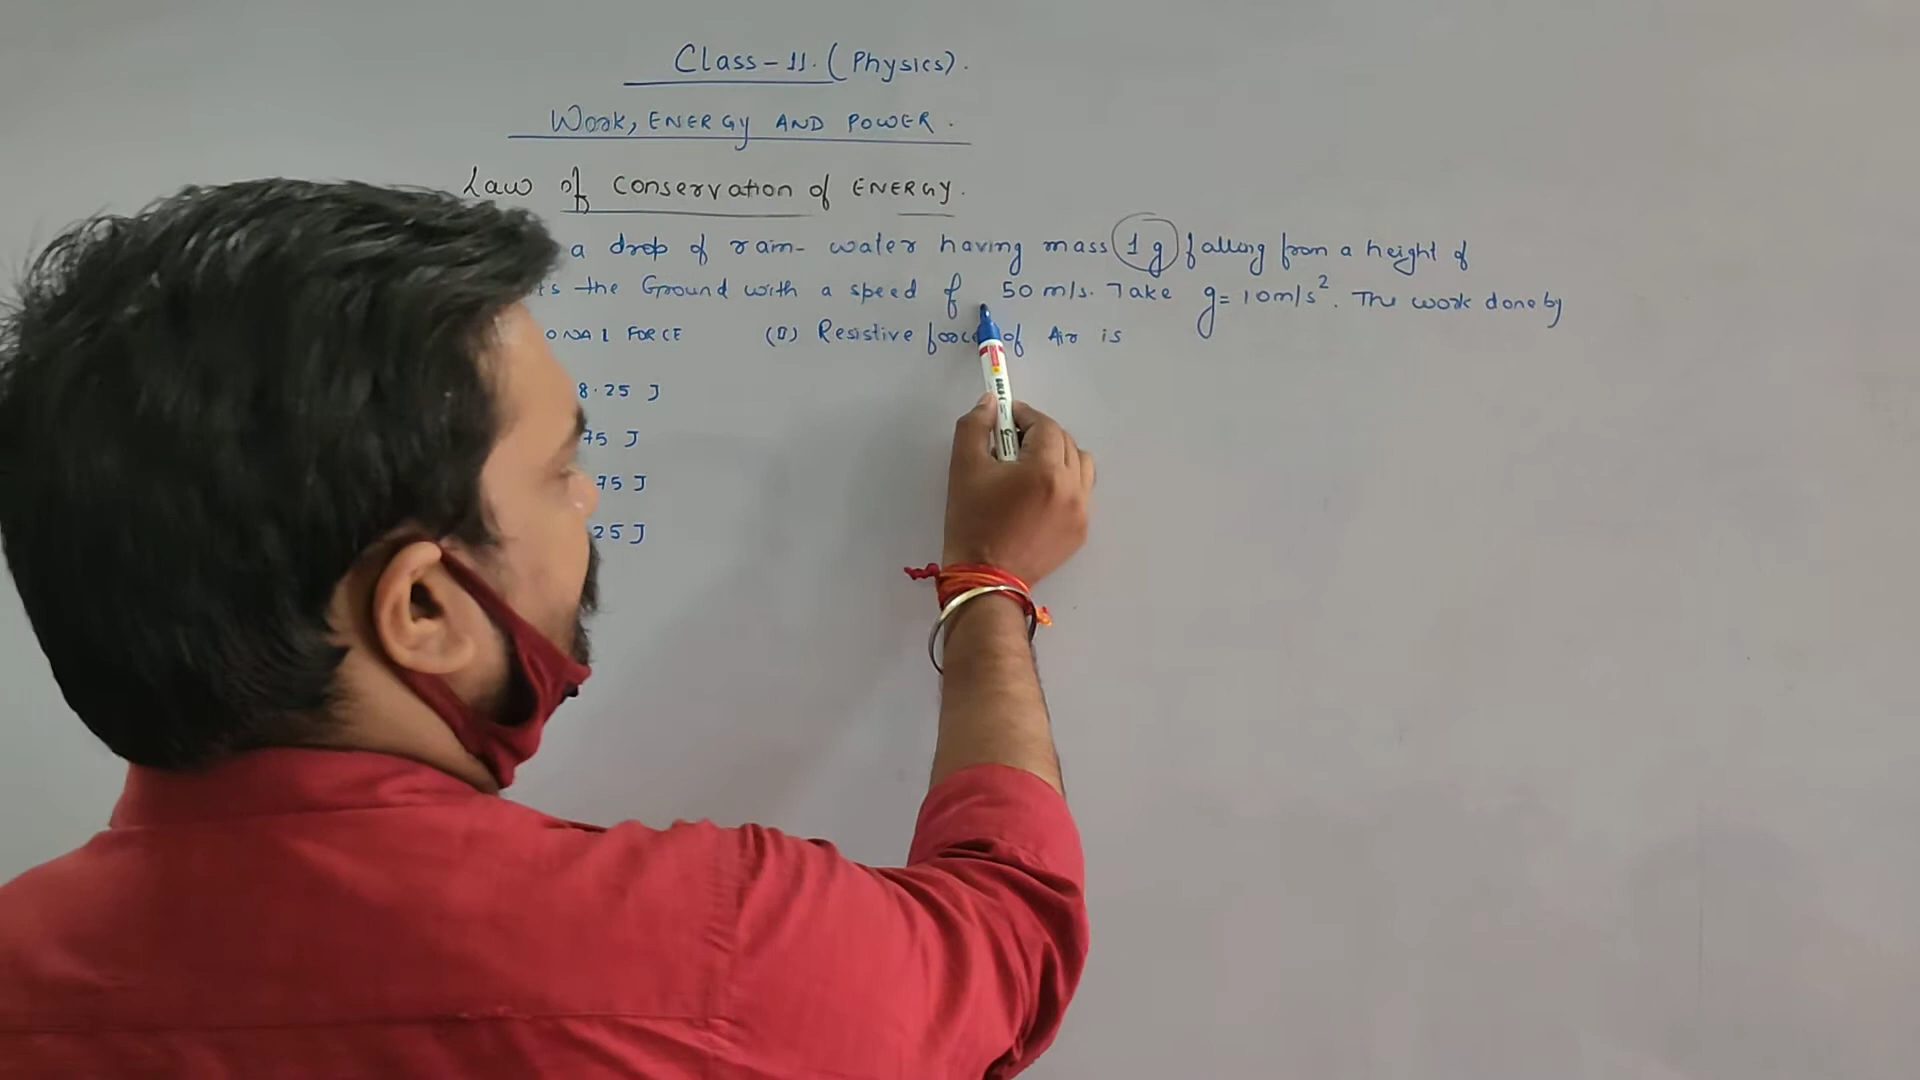 Class-11. (Physics).
Work, ENERGY AND POWER.
Law of Conservation of ENERGY.
a drop of rain-water having mass 1 g falling from a height of
the Ground with a speed of 50 m/s. Take g = 10 m/s². The work done by
FORCE (II) Resistive force of Air is
8.25 J
75 J
75 J
25 J